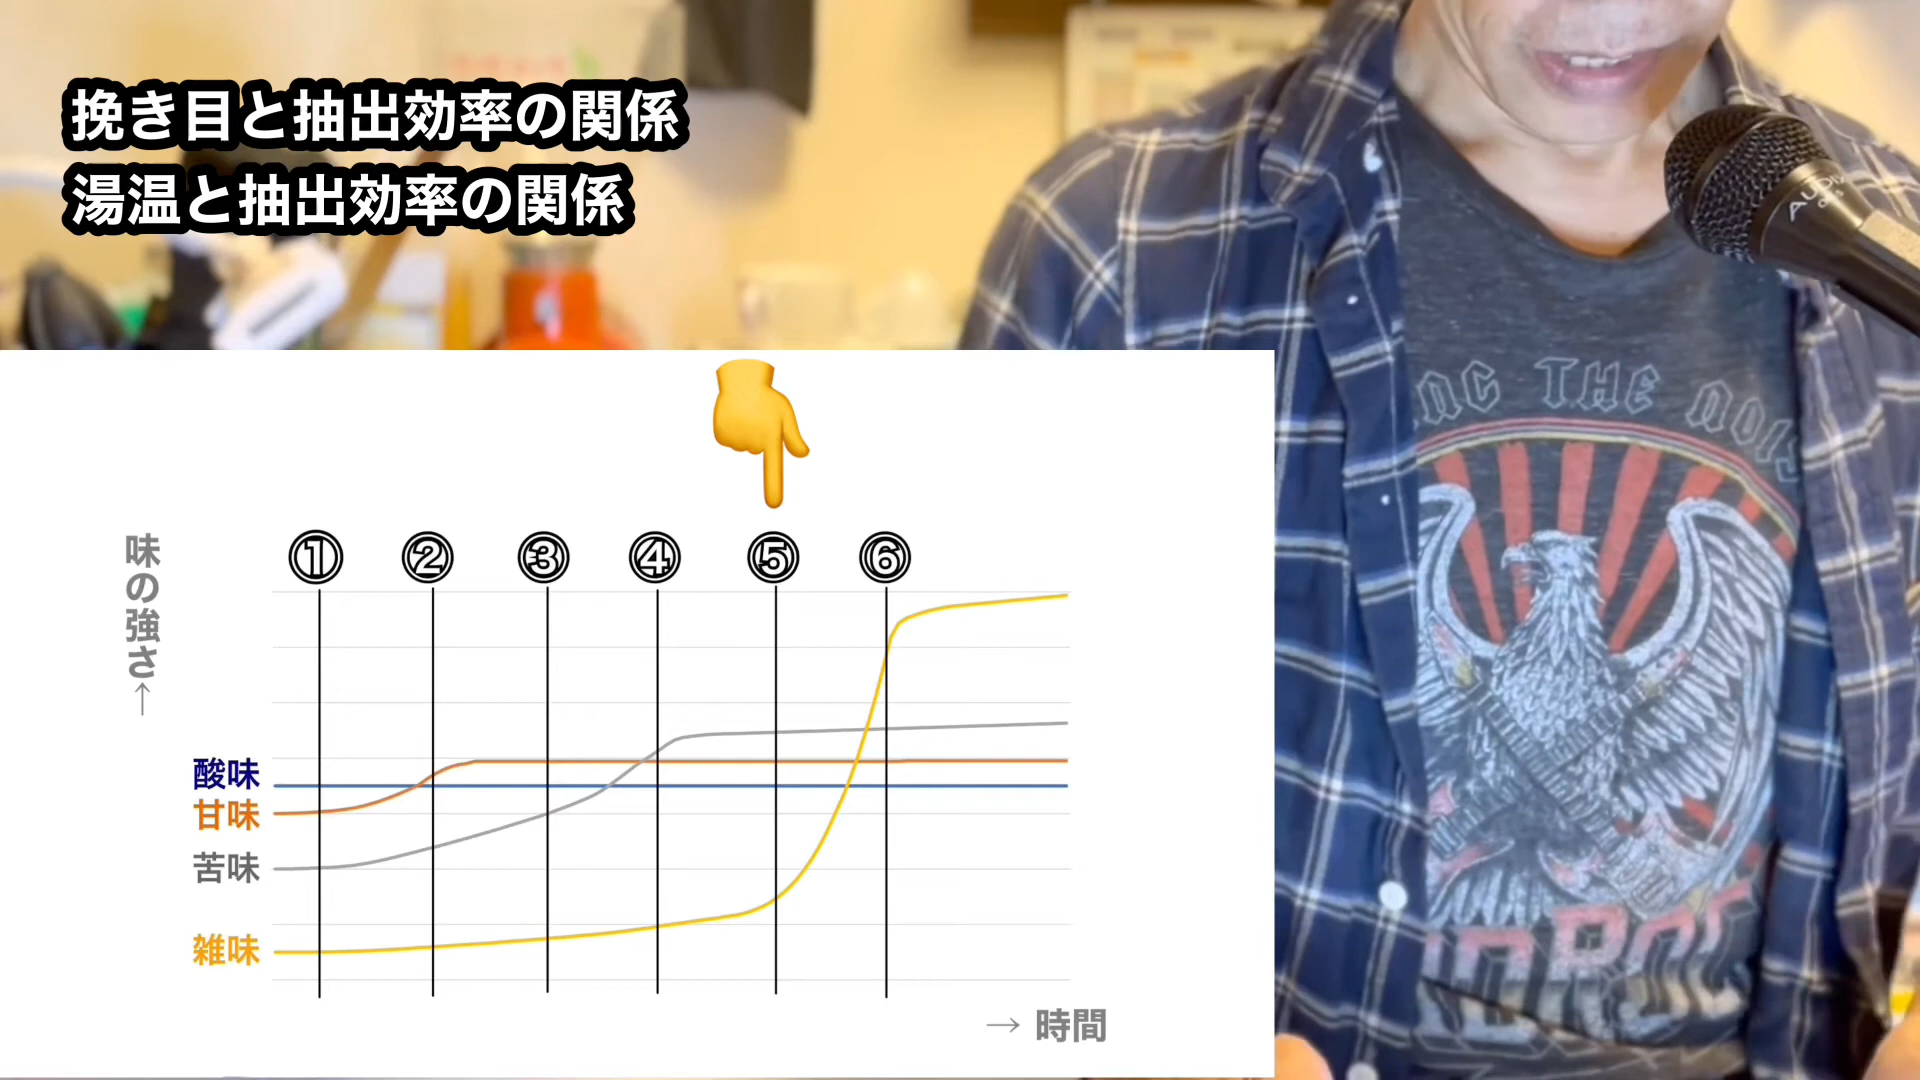 挽き目と抽出効率の関係
湯温と抽出効率の関係
① ② ③ ④ ⑤ ⑥
味の強さ→
酸味
甘味
苦味
雑味
→ 時間
THE